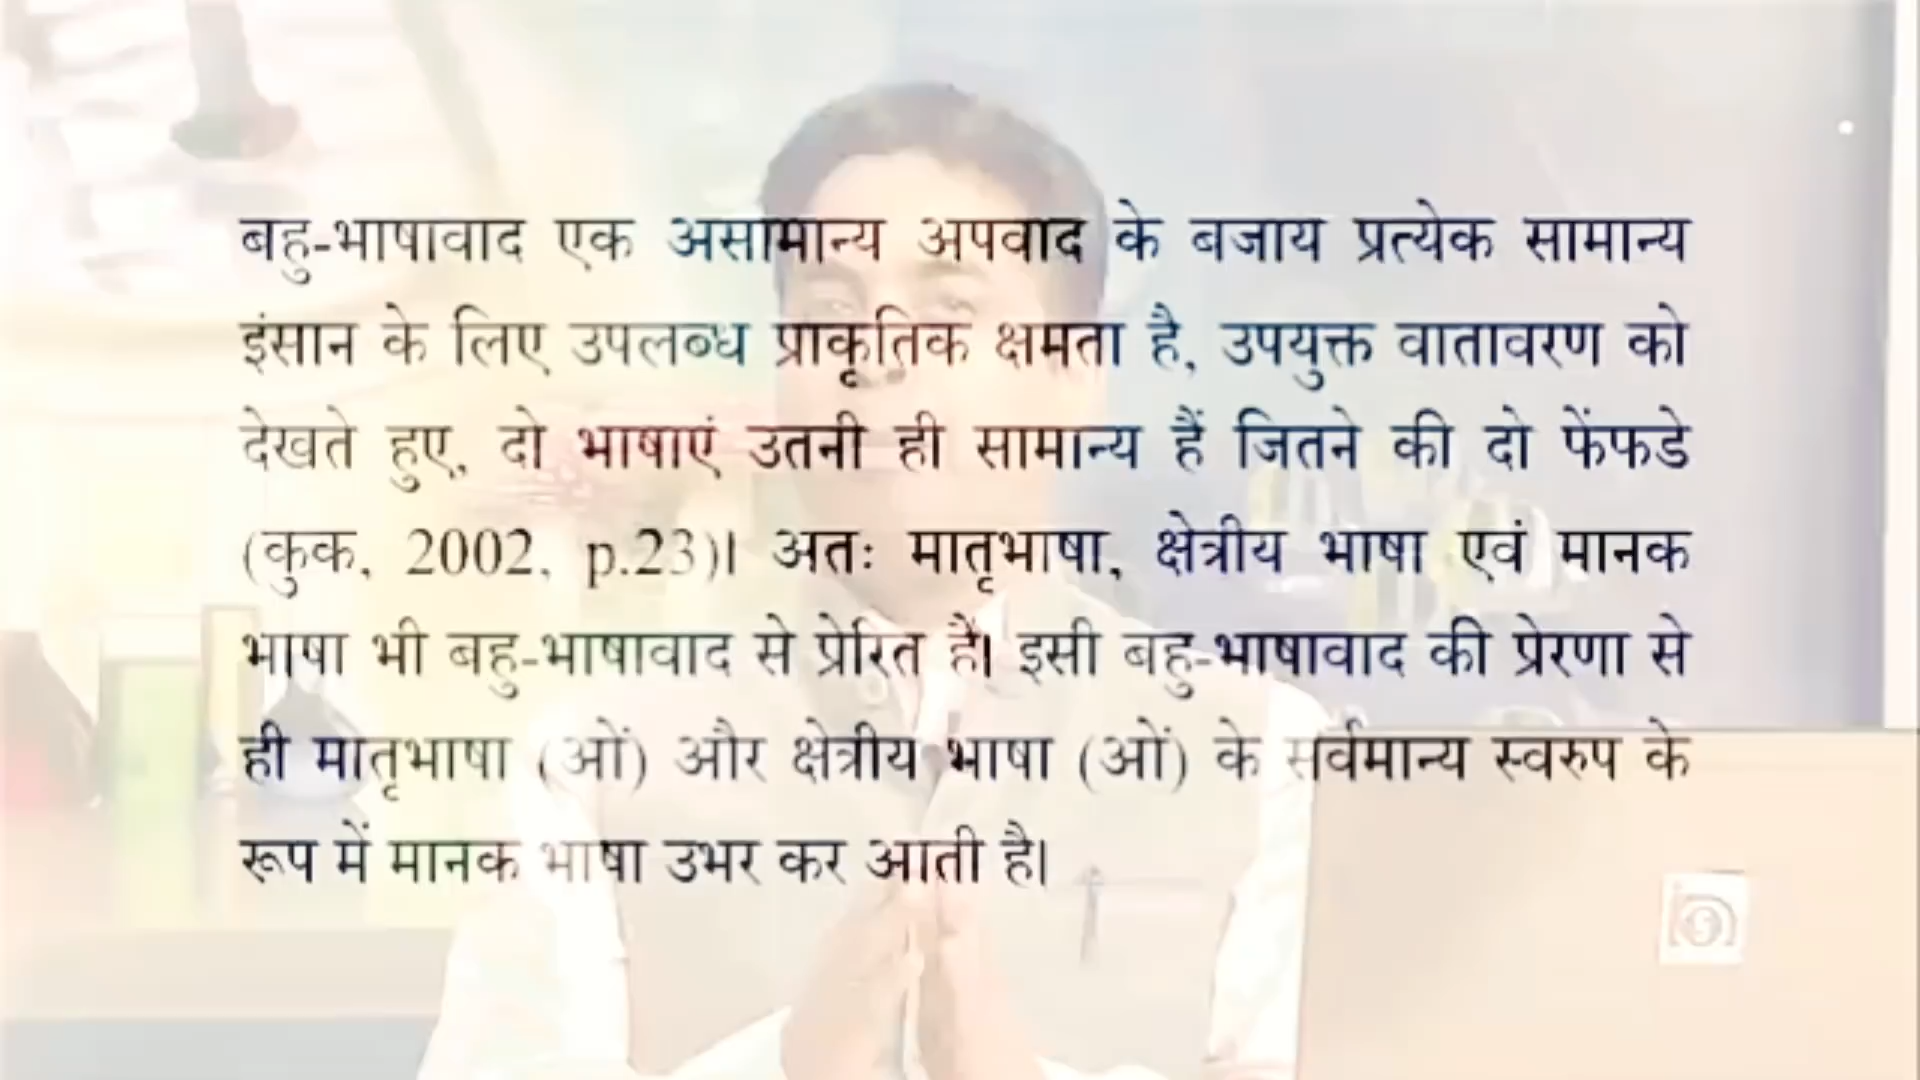 बहु-भाषावाद एक असामान्य अपवाद के बजाय प्रत्येक सामान्य
इंसान के लिए उपलब्ध प्राकृतिक क्षमता है, उपयुक्त वातावरण को
देखते हुए, दो भाषाएं उतनी ही सामान्य हैं जितने की दो फेंफडे
(कुक, 2002, p.23)। अतः मातृभाषा, क्षेत्रीय भाषा एवं मानक
भाषा भी बहु-भाषावाद से प्रेरित हैं। इसी बहु-भाषावाद की प्रेरणा से
ही मातृभाषा (ओं) और क्षेत्रीय भाषा (ओं) के सर्वमान्य स्वरुप के
रूप में मानक भाषा उभर कर आती है।